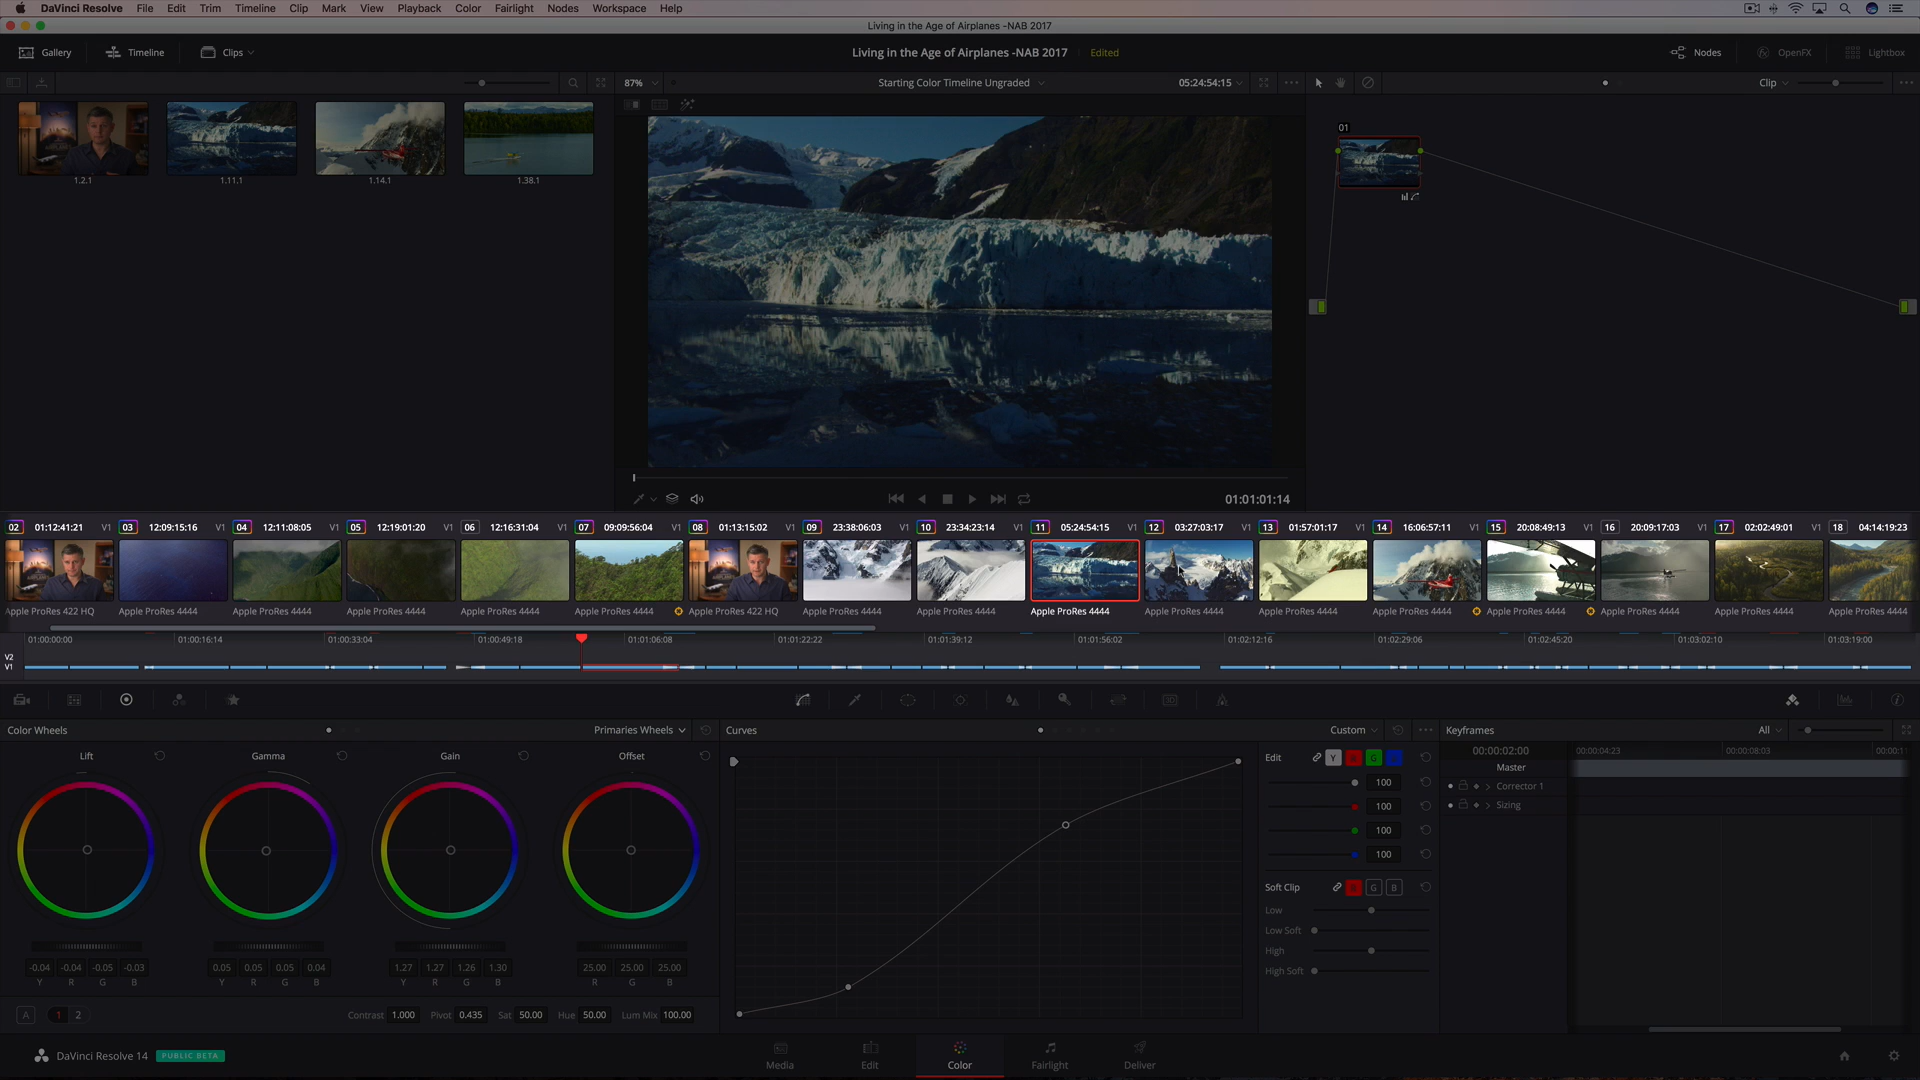 DaVinci Resolve File Edit Trim Timeline Clip Mark View Playback Color Fairlight Nodes Workspace Help
Living in the Age of Airplanes -NAB 2017
Gallery Timeline Clips Living in the Age of Airplanes -NAB 2017 Edited Nodes OpenFX Lightbox
87% Starting Color Timeline Ungraded 05:24:54:15 Clip
1.2.1 1.11.1 1.14.1 1.38.1
01
01:01:01:14
02 01:12:41:21 V1 03 12:09:15:16 V1 04 12:11:08:05 V1 05 12:19:01:20 V1 06 12:16:31:04 V1 07 09:09:56:04 V1 08 01:13:15:02 V1 09 23:38:06:03 V1 10 23:34:23:14 V1 11 05:24:54:15 V1 12 03:27:03:17 V1 13 01:57:01:17 V1 14 16:06:57:11 V1 15 20:08:49:13 V1 16 20:09:17:03 V1 17 02:02:49:01 V1 18 04:14:19:23
Apple ProRes 422 HQ Apple ProRes 4444 Apple ProRes 4444 Apple ProRes 4444 Apple ProRes 4444 Apple ProRes 4444 Apple ProRes 422 HQ Apple ProRes 4444 Apple ProRes 4444 Apple ProRes 4444 Apple ProRes 4444 Apple ProRes 4444 Apple ProRes 4444 Apple ProRes 4444 Apple ProRes 4444 Apple ProRes 4444 Apple ProRes 4444
01:00:00:00 01:00:16:14 01:00:33:04 01:00:49:18 01:01:06:08 01:01:22:22 01:01:39:12 01:01:56:02 01:02:12:16 01:02:29:06 01:02:45:20 01:03:02:10 01:03:19:00
V2
V1
Color Wheels Primaries Wheels Curves Custom Keyframes All
Lift Gamma Gain Offset
Edit Y G
100
100
100
100
Soft Clip G B
Low
Low Soft
High
High Soft
00:00:02:00 00:00:04:23 00:00:08:03 00:00:11
Master
Corrector 1
Sizing
-0.04 -0.04 -0.05 -0.03 0.05 0.05 0.05 0.04 1.27 1.27 1.26 1.30 25.00 25.00 25.00
Y R G B Y R G B Y R G B R G B
A 1 2 Contrast 1.000 Pivot 0.435 Sat 50.00 Hue 50.00 Lum Mix 100.00
DaVinci Resolve 14 PUBLIC BETA Media Edit Color Fairlight Deliver